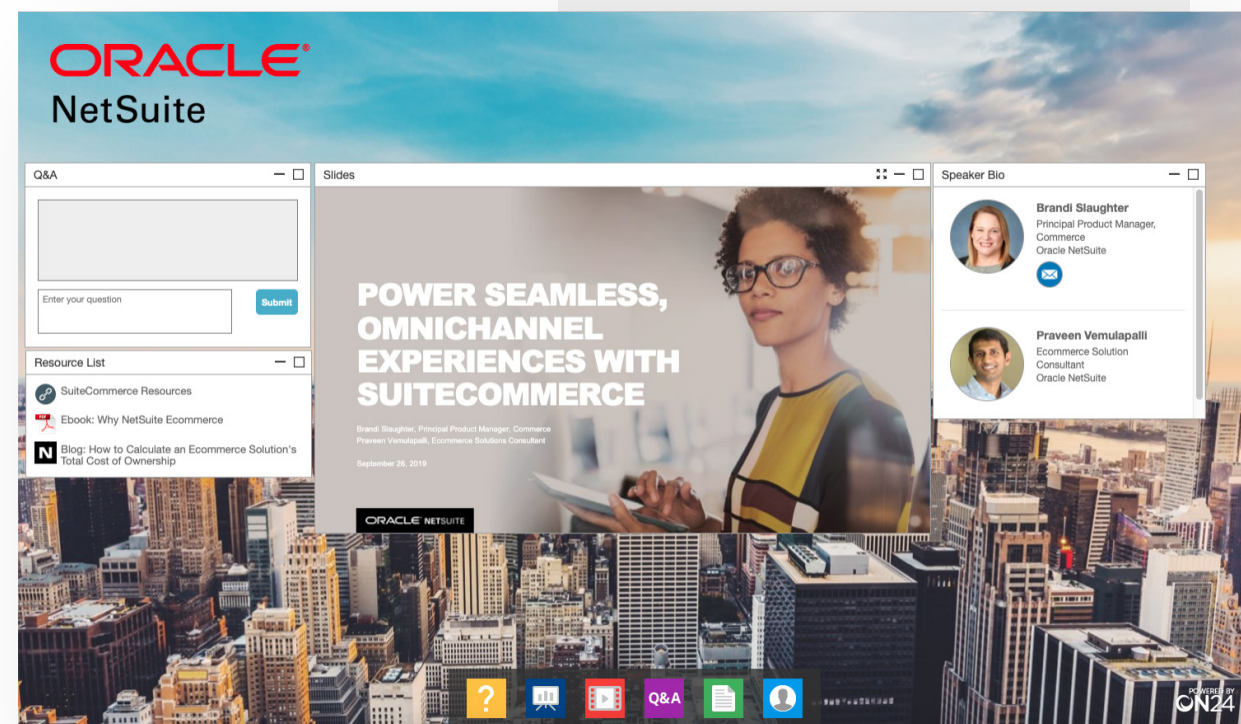 ORACLE
NetSuite
Q&A
Enter your question
Submit
Resource List
SuiteCommerce Resources
PDF
Ebook: Why NetSuite Ecommerce
N
Blog: How to Calculate an Ecommerce Solution's
Total Cost of Ownership
Slides
POWER SEAMLESS,
OMNICHANNEL
EXPERIENCES WITH
SUITECOMMERCE
Brandi Slaughter, Principal Product Manager, Commerce
Praveen Vemulapalli, Ecommerce Solutions Consultant
September 26, 2019
ORACLE NETSUITE
Speaker Bio
Brandi Slaughter
Principal Product Manager,
Commerce
Oracle NetSuite
Praveen Vemulapalli
Ecommerce Solution
Consultant
Oracle NetSuite
?
Q&A
POWERED BY
ON24